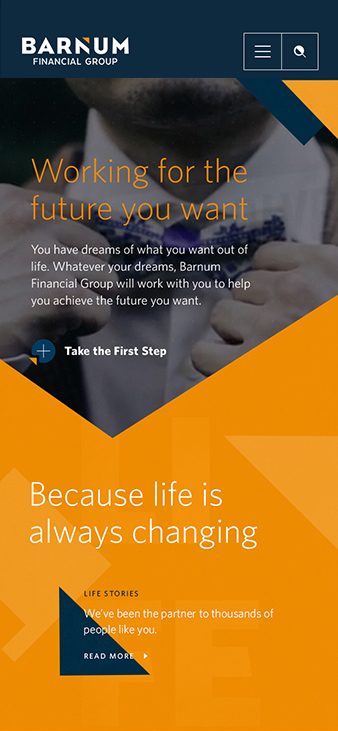 BARNUM
FINANCIAL GROUP
Working for the
future you want
You have dreams of what you want out of
life. Whatever your dreams, Barnum
Financial Group will work with you to help
you achieve the future you want.
Take the First Step
Because life is
always changing
LIFE STORIES
We've been the partner to thousands of
people like you.
READ MORE